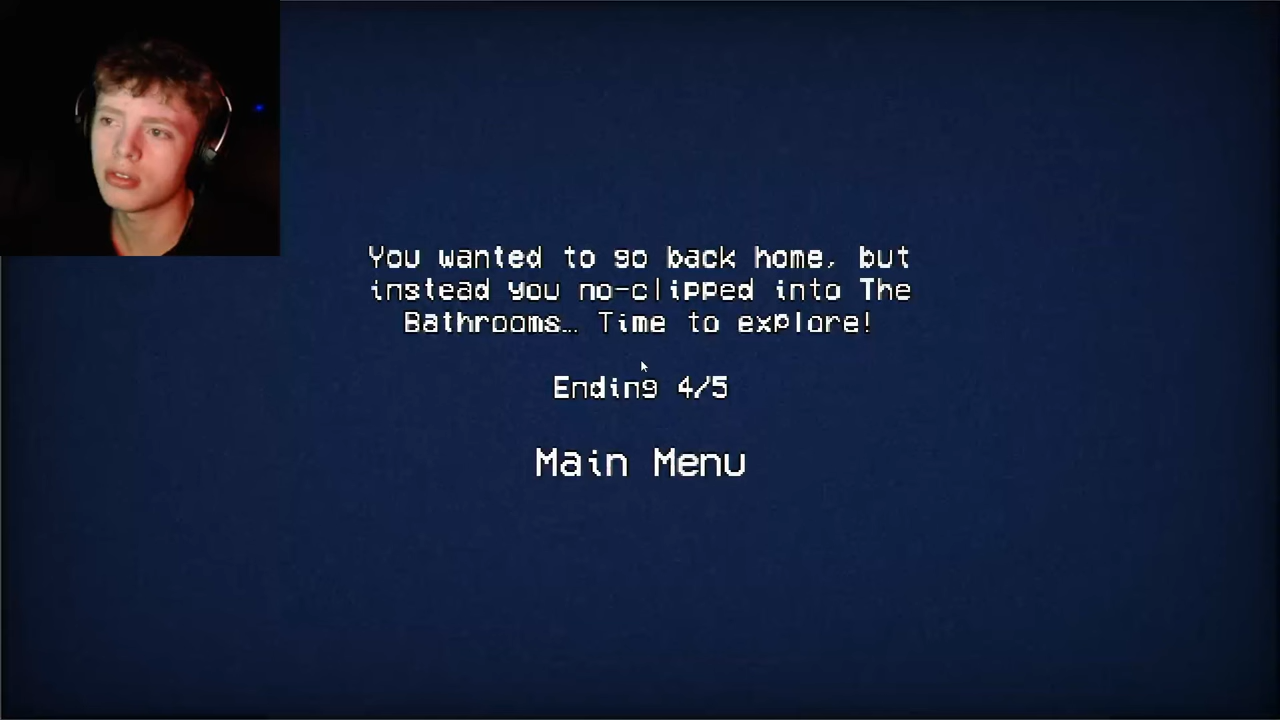 You wanted to go back home, but
instead you no-clipped into The
Bathrooms… Time to explore!
Ending 4/5
Main Menu